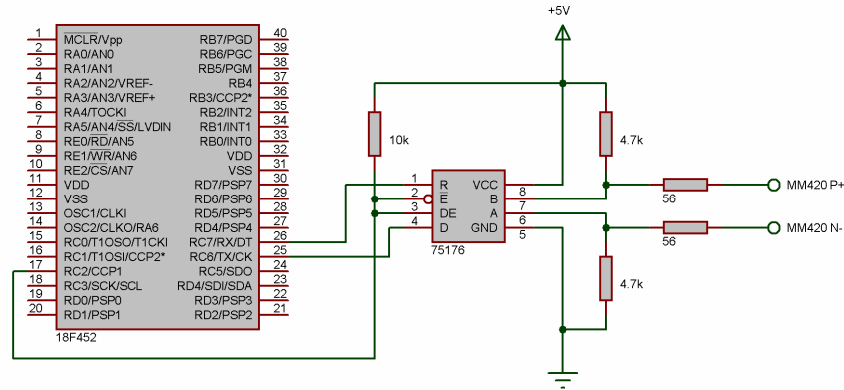 +5V
1 MCLR/Vpp RB7/PGD 40
2 RA0/AN0 RB6/PGC 39
3 RA1/AN1 RB5/PGM 38
4 RA2/AN2/VREF- RB4 37
5 RA3/AN3/VREF+ RB3/CCP2* 36
6 RA4/TOCKI RB2/INT2 35
7 RA5/AN4/SS/LVDIN RB1/INT1 34
8 RE0/RD/AN5 RB0/INT0 33
9 RE1/WR/AN6 VDD 32
10 RE2/CS/AN7 VSS 31
11 VDD RD7/PSP7 30
12 VSS RD6/PSP6 29
13 OSC1/CLKI RD5/PSP5 28
14 OSC2/CLKO/RA6 RD4/PSP4 27
15 RC0/T1OSO/T1CKI RC7/RX/DT 26
16 RC1/T1OSI/CCP2* RC6/TX/CK 25
17 RC2/CCP1 RC5/SDO 24
18 RC3/SCK/SCL RD4/SDI/SDA 23
19 RD0/PSP0 RD3/PSP3 22
20 RD1/PSP1 RD2/PSP2 21
18F452
10k
4.7k
1 R VCC 8
2 E B 7
3 DE A 6
4 D GND 5
75176
56
MM420 P+
56
MM420 N-
4.7k